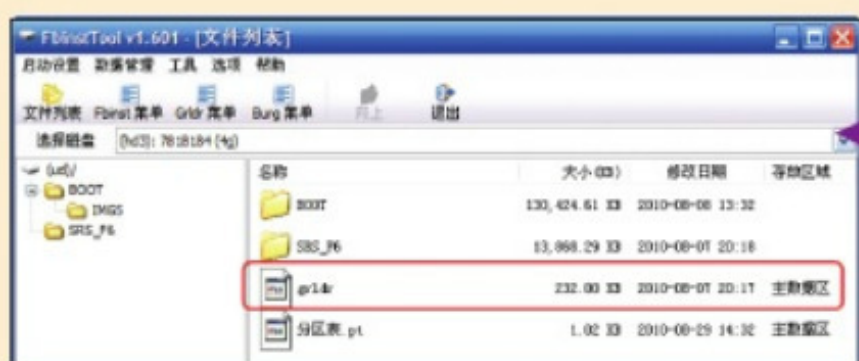 FbinstTool v1.601 - [文件列表]
启动设置 数据管理 工具 选项 帮助
文件列表 Fbinst 菜单 Grldr 菜单 Burg 菜单 向上 退出
选择磁盘 (hd3): 7818184 (4g)
(ud)/
BOOT
IMGS
SRS_F6
名称 大小(KB) 修改日期 存放区域
BOOT 130,424.61 KB 2010-08-08 13:32
SRS_F6 13,868.29 KB 2010-08-07 20:18
grldr 232.00 KB 2010-08-07 20:17 主数据区
分区表.pt 1.02 KB 2010-08-29 14:32 主数据区